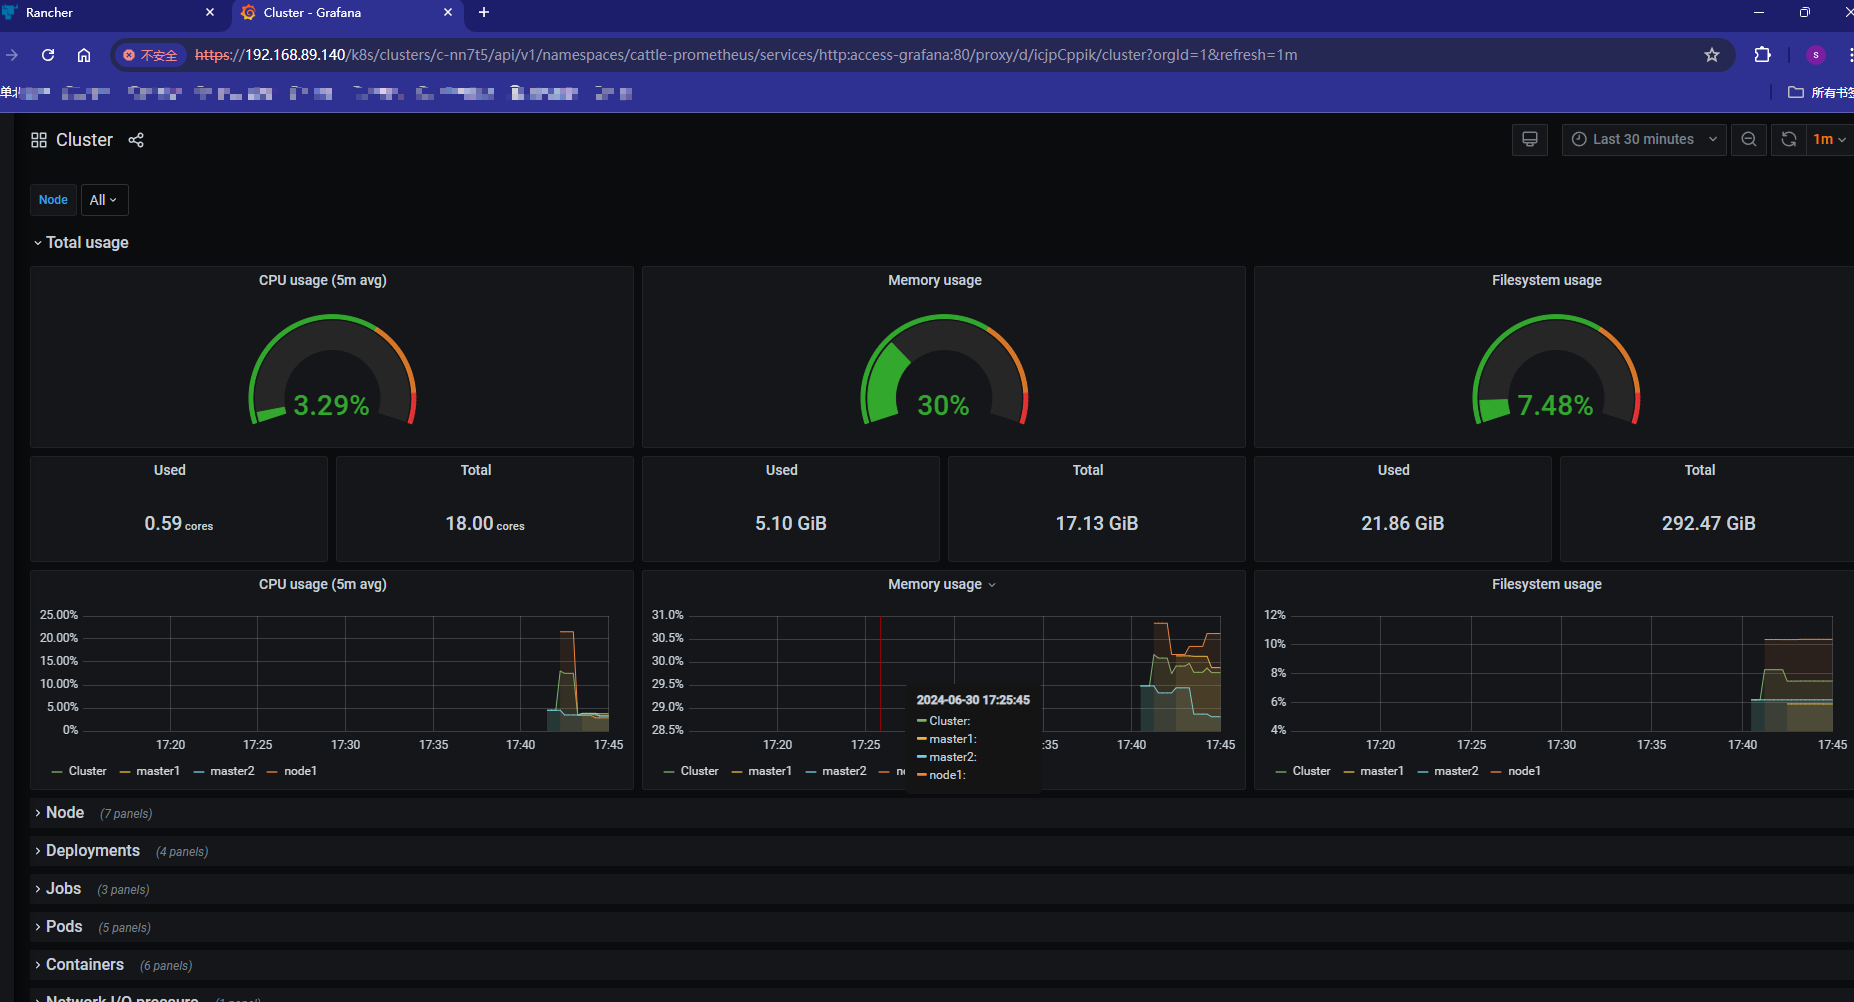 Rancher
Cluster - Grafana
不安全 https://192.168.89.140/k8s/clusters/c-nn7t5/api/v1/namespaces/cattle-prometheus/services/http:access-grafana:80/proxy/d/icjpCppik/cluster?orgId=1&refresh=1m
S
所有书签
Cluster
Last 30 minutes
1m
Node All
Total usage
CPU usage (5m avg)
3.29%
Memory usage
30%
Filesystem usage
7.48%
Used
0.59 cores
Total
18.00 cores
Used
5.10 GiB
Total
17.13 GiB
Used
21.86 GiB
Total
292.47 GiB
CPU usage (5m avg)
25.00%
20.00%
15.00%
10.00%
5.00%
0%
17:20 17:25 17:30 17:35 17:40 17:45
Cluster master1 master2 node1
Memory usage
31.0%
30.5%
30.0%
29.5%
29.0%
28.5%
17:20 17:25 :35 17:40 17:45
Cluster master1 master2 no
2024-06-30 17:25:45
Cluster:
master1:
master2:
node1:
Filesystem usage
12%
10%
8%
6%
4%
17:20 17:25 17:30 17:35 17:40 17:45
Cluster master1 master2 node1
Node (7 panels)
Deployments (4 panels)
Jobs (3 panels)
Pods (5 panels)
Containers (6 panels)
Network I/O pressure (1 panel)